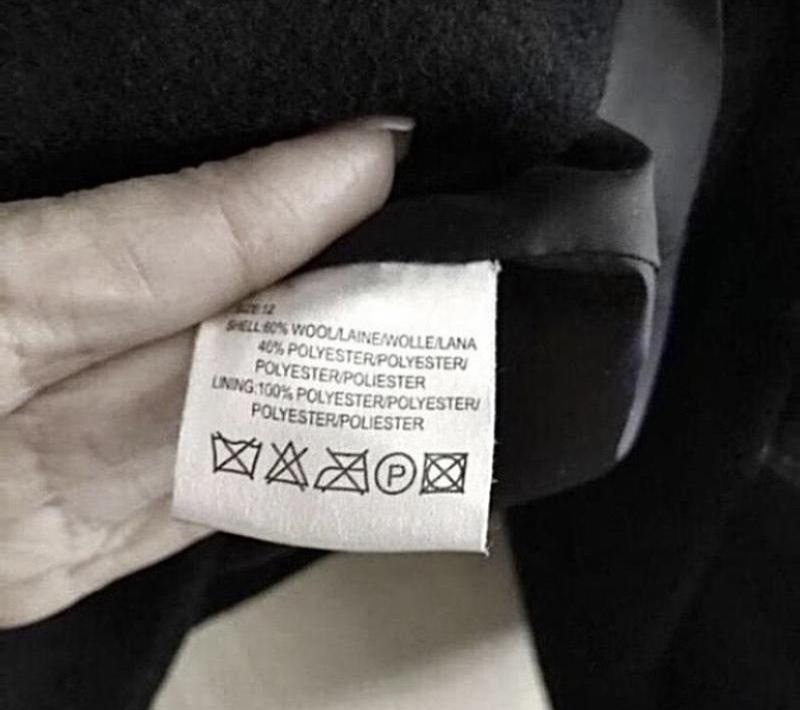 SIZE:12
SHELL:60% WOOL/LAINE/WOLLE/LANA
40% POLYESTER/POLYESTER/
POLYESTER/POLIESTER
LINING:100% POLYESTER/POLYESTER/
POLYESTER/POLIESTER
P